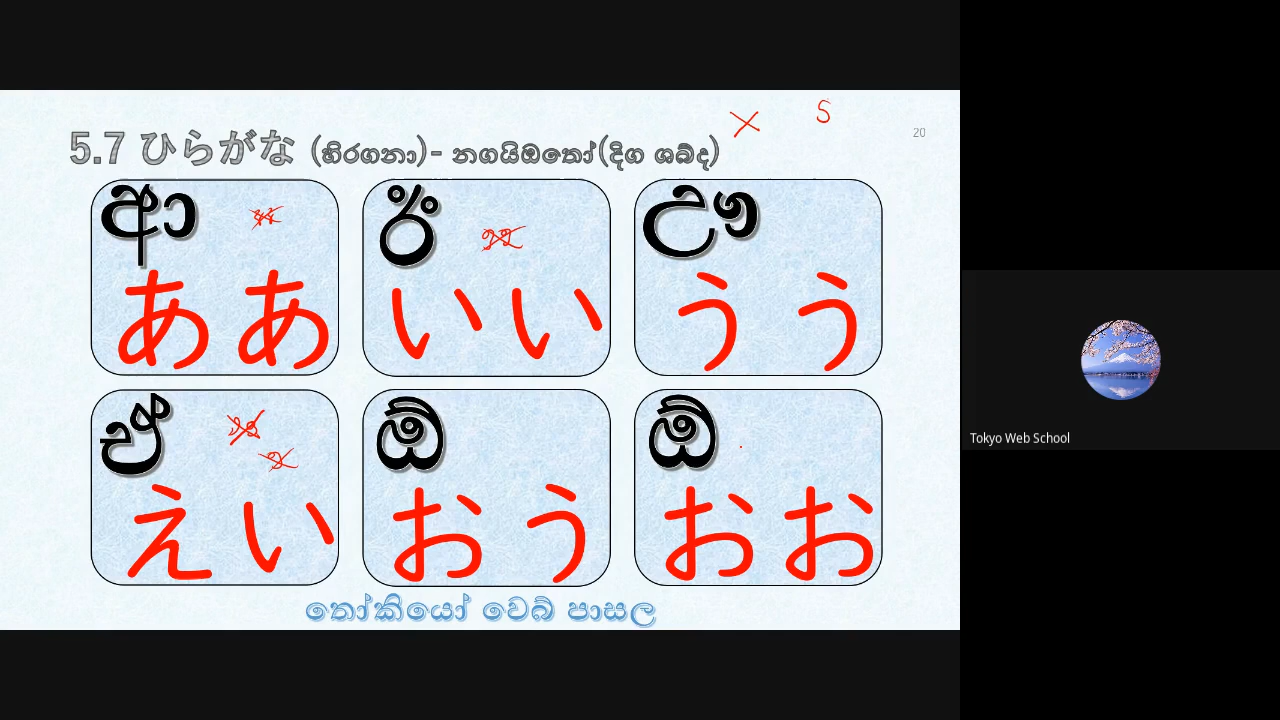 X 5
20
5.7 ひらがな (හිරගනා)- නගයිඔතෝ(දිග ශබ්ද)
ආ
ああ
ඊ
いい
ඌ
うう
ඒ
えい
ඕ
おう
ඕ
おお
තෝකියෝ වෙබ් පාසල
Tokyo Web School